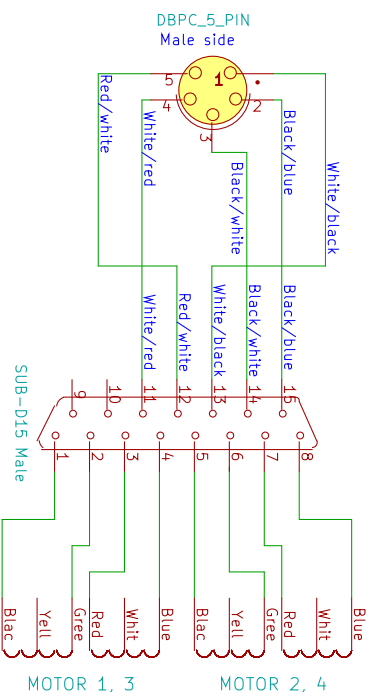 DBPC_5_PIN
Male side
5
1
4
2
3
Red/white
White/red
Black/white
Black/blue
White/black
White/red
Red/white
White/black
Black/white
Black/blue
SUB-D15 Male
9
10
11
12
13
14
15
1
2
3
4
5
6
7
8
Blac
Yell
Gree
Red
Whit
Blue
Blac
Yell
Gree
Red
Whit
Blue
MOTOR 1, 3
MOTOR 2, 4